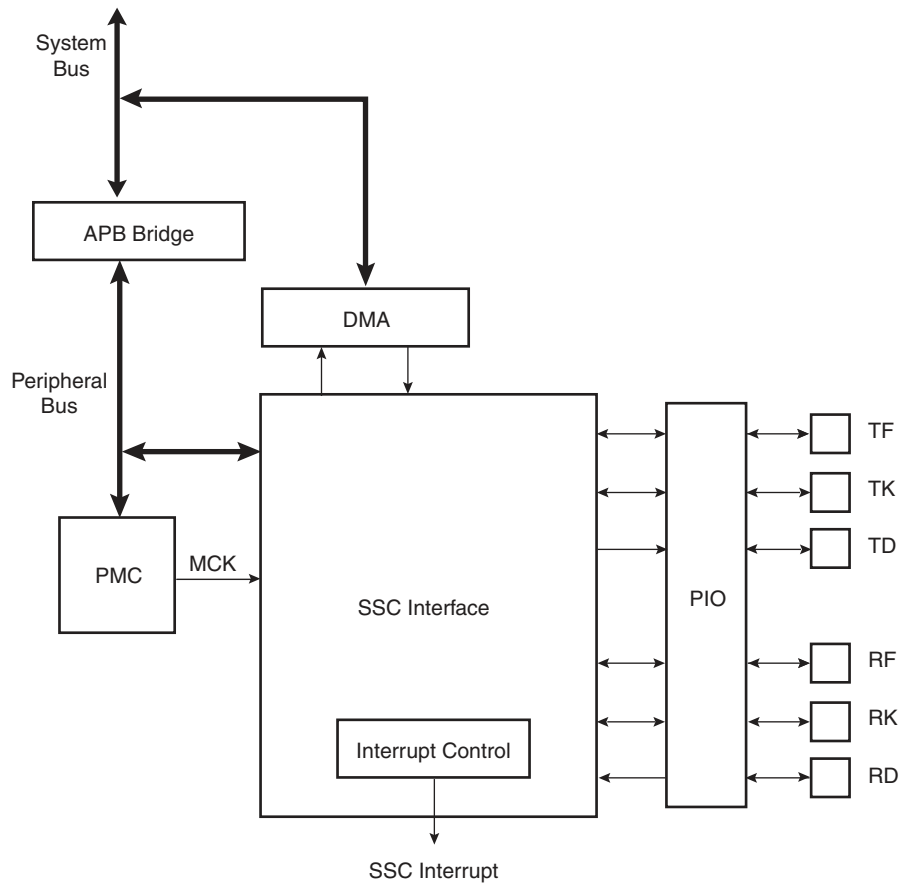 System
Bus
APB Bridge
DMA
Peripheral
Bus
PMC
MCK
SSC Interface
Interrupt Control
SSC Interrupt
PIO
TF
TK
TD
RF
RK
RD